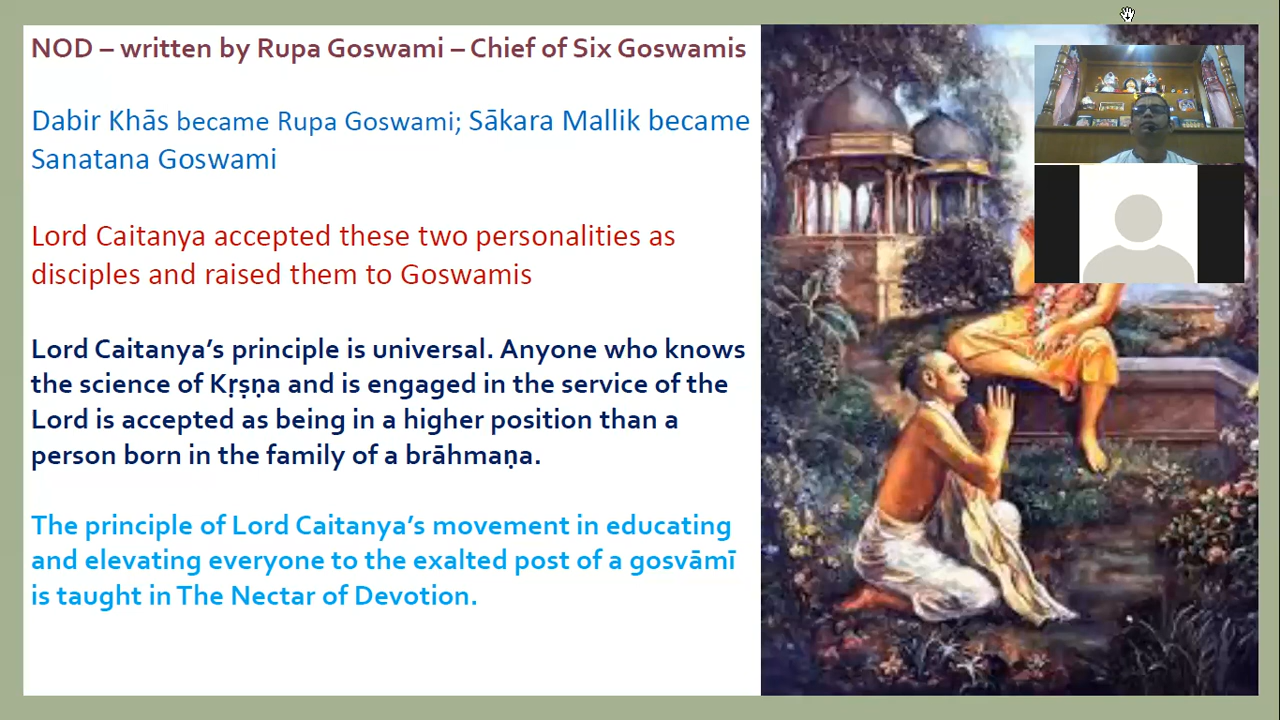 NOD – written by Rupa Goswami – Chief of Six Goswamis
Dabir Khās became Rupa Goswami; Sākara Mallik became
Sanatana Goswami
Lord Caitanya accepted these two personalities as
disciples and raised them to Goswamis
Lord Caitanya’s principle is universal. Anyone who knows
the science of Kṛṣṇa and is engaged in the service of the
Lord is accepted as being in a higher position than a
person born in the family of a brāhmaṇa.
The principle of Lord Caitanya’s movement in educating
and elevating everyone to the exalted post of a gosvāmī
is taught in The Nectar of Devotion.